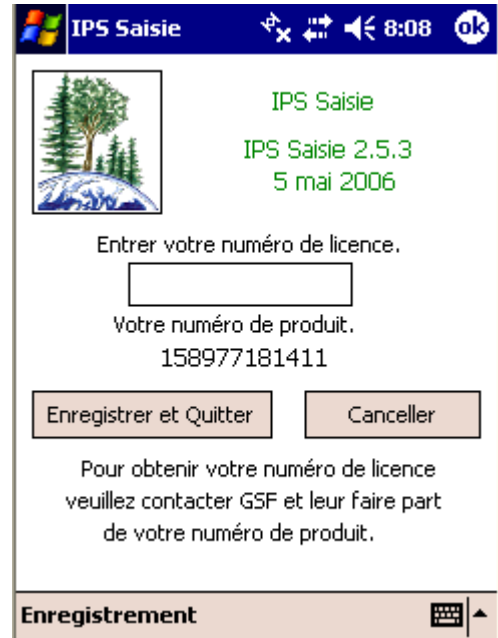 IPS Saisie 8:08 ok
IPS Saisie
IPS Saisie 2.5.3
5 mai 2006
Entrer votre numéro de licence.
Votre numéro de produit.
158977181411
Enregistrer et Quitter Canceller
Pour obtenir votre numéro de licence
veuillez contacter GSF et leur faire part
de votre numéro de produit.
Enregistrement